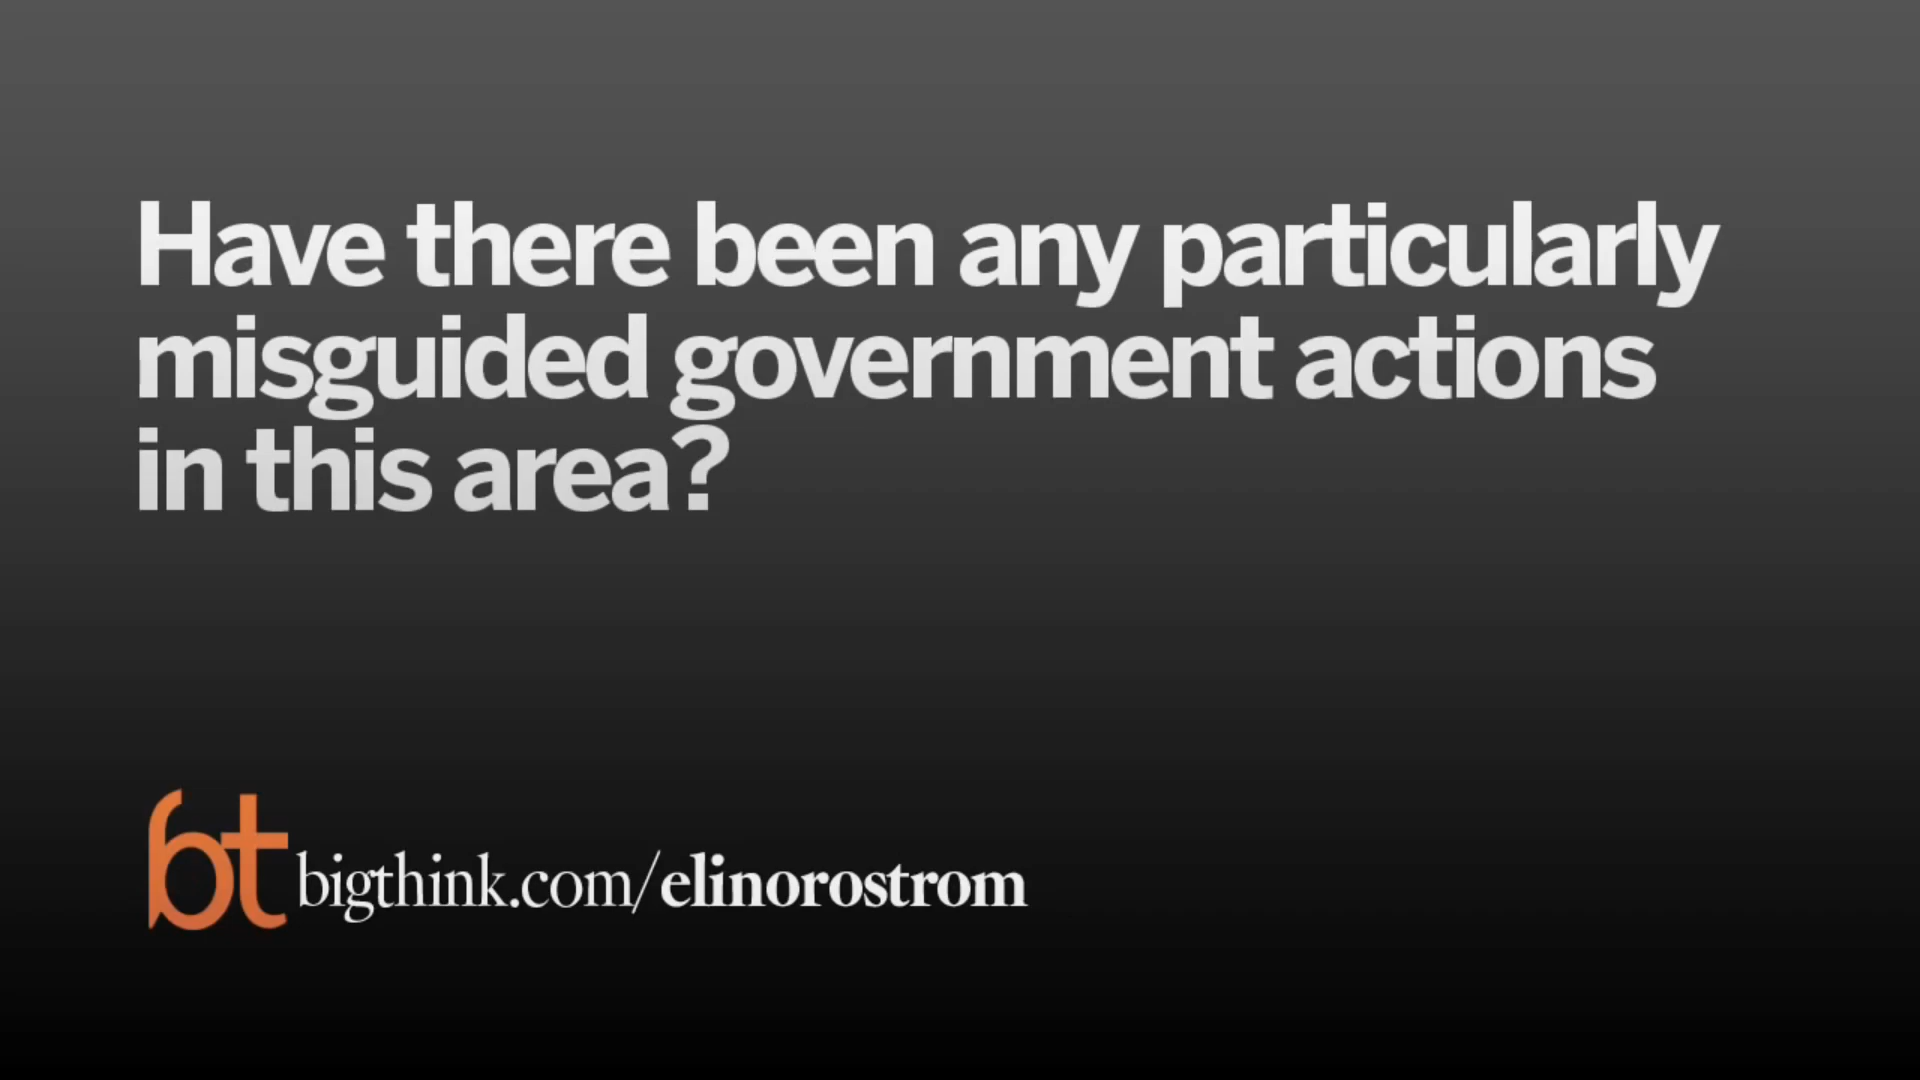 Have there been any particularly
misguided government actions
in this area?
bt bigthink.com/elinorostrom